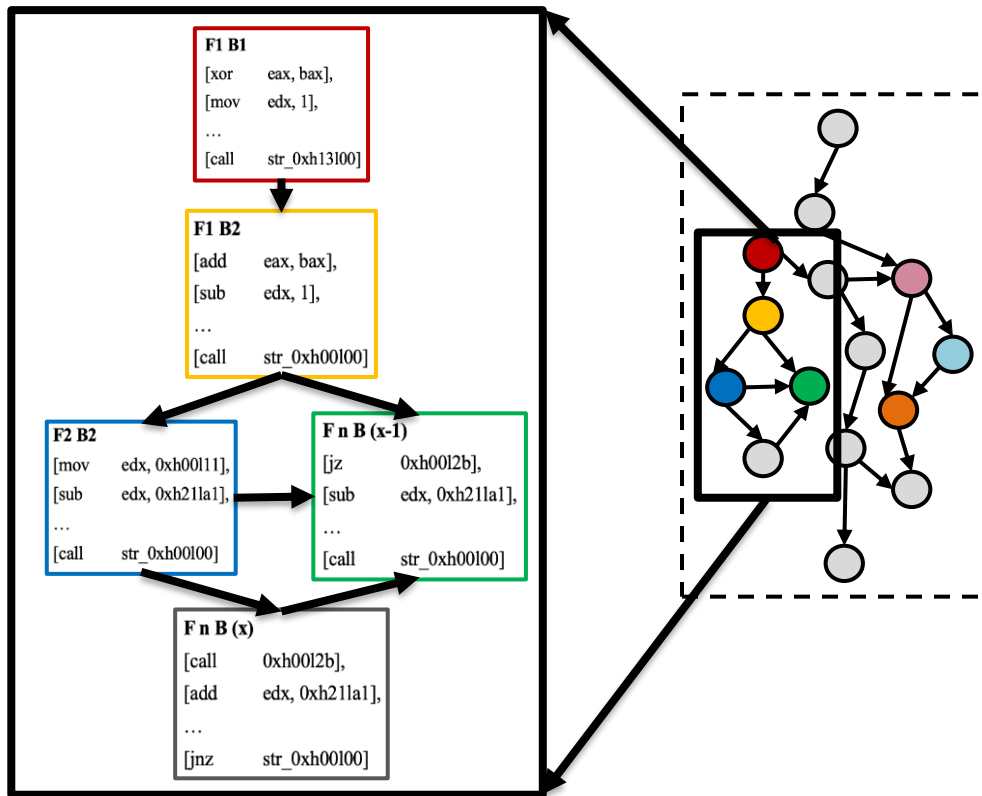 F1 B1
[xor eax, bax],
[mov edx, 1],
…
[call str_0xh13l00]
F1 B2
[add eax, bax],
[sub edx, 1],
…
[call str_0xh00l00]
F2 B2
[mov edx, 0xh00l11],
[sub edx, 0xh21la1],
…
[call str_0xh00l00]
F n B (x-1)
[jz 0xh00l2b],
[sub edx, 0xh21la1],
…
[call str_0xh00l00]
F n B (x)
[call 0xh00l2b],
[add edx, 0xh21la1],
…
[jnz str_0xh00l00]